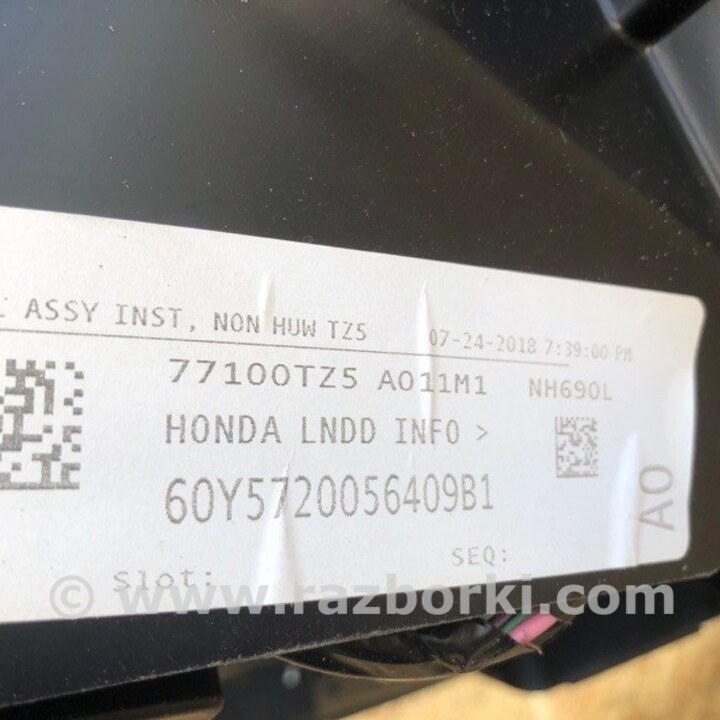 ASSY INST, NON HUW TZ5 07-24-2018 7:39:00 PM
77100TZ5 A011M1 NH690L
HONDA LNDD INFO >
60Y5720056409B1
A0
SEQ:
Slot:
© www.razborki.com